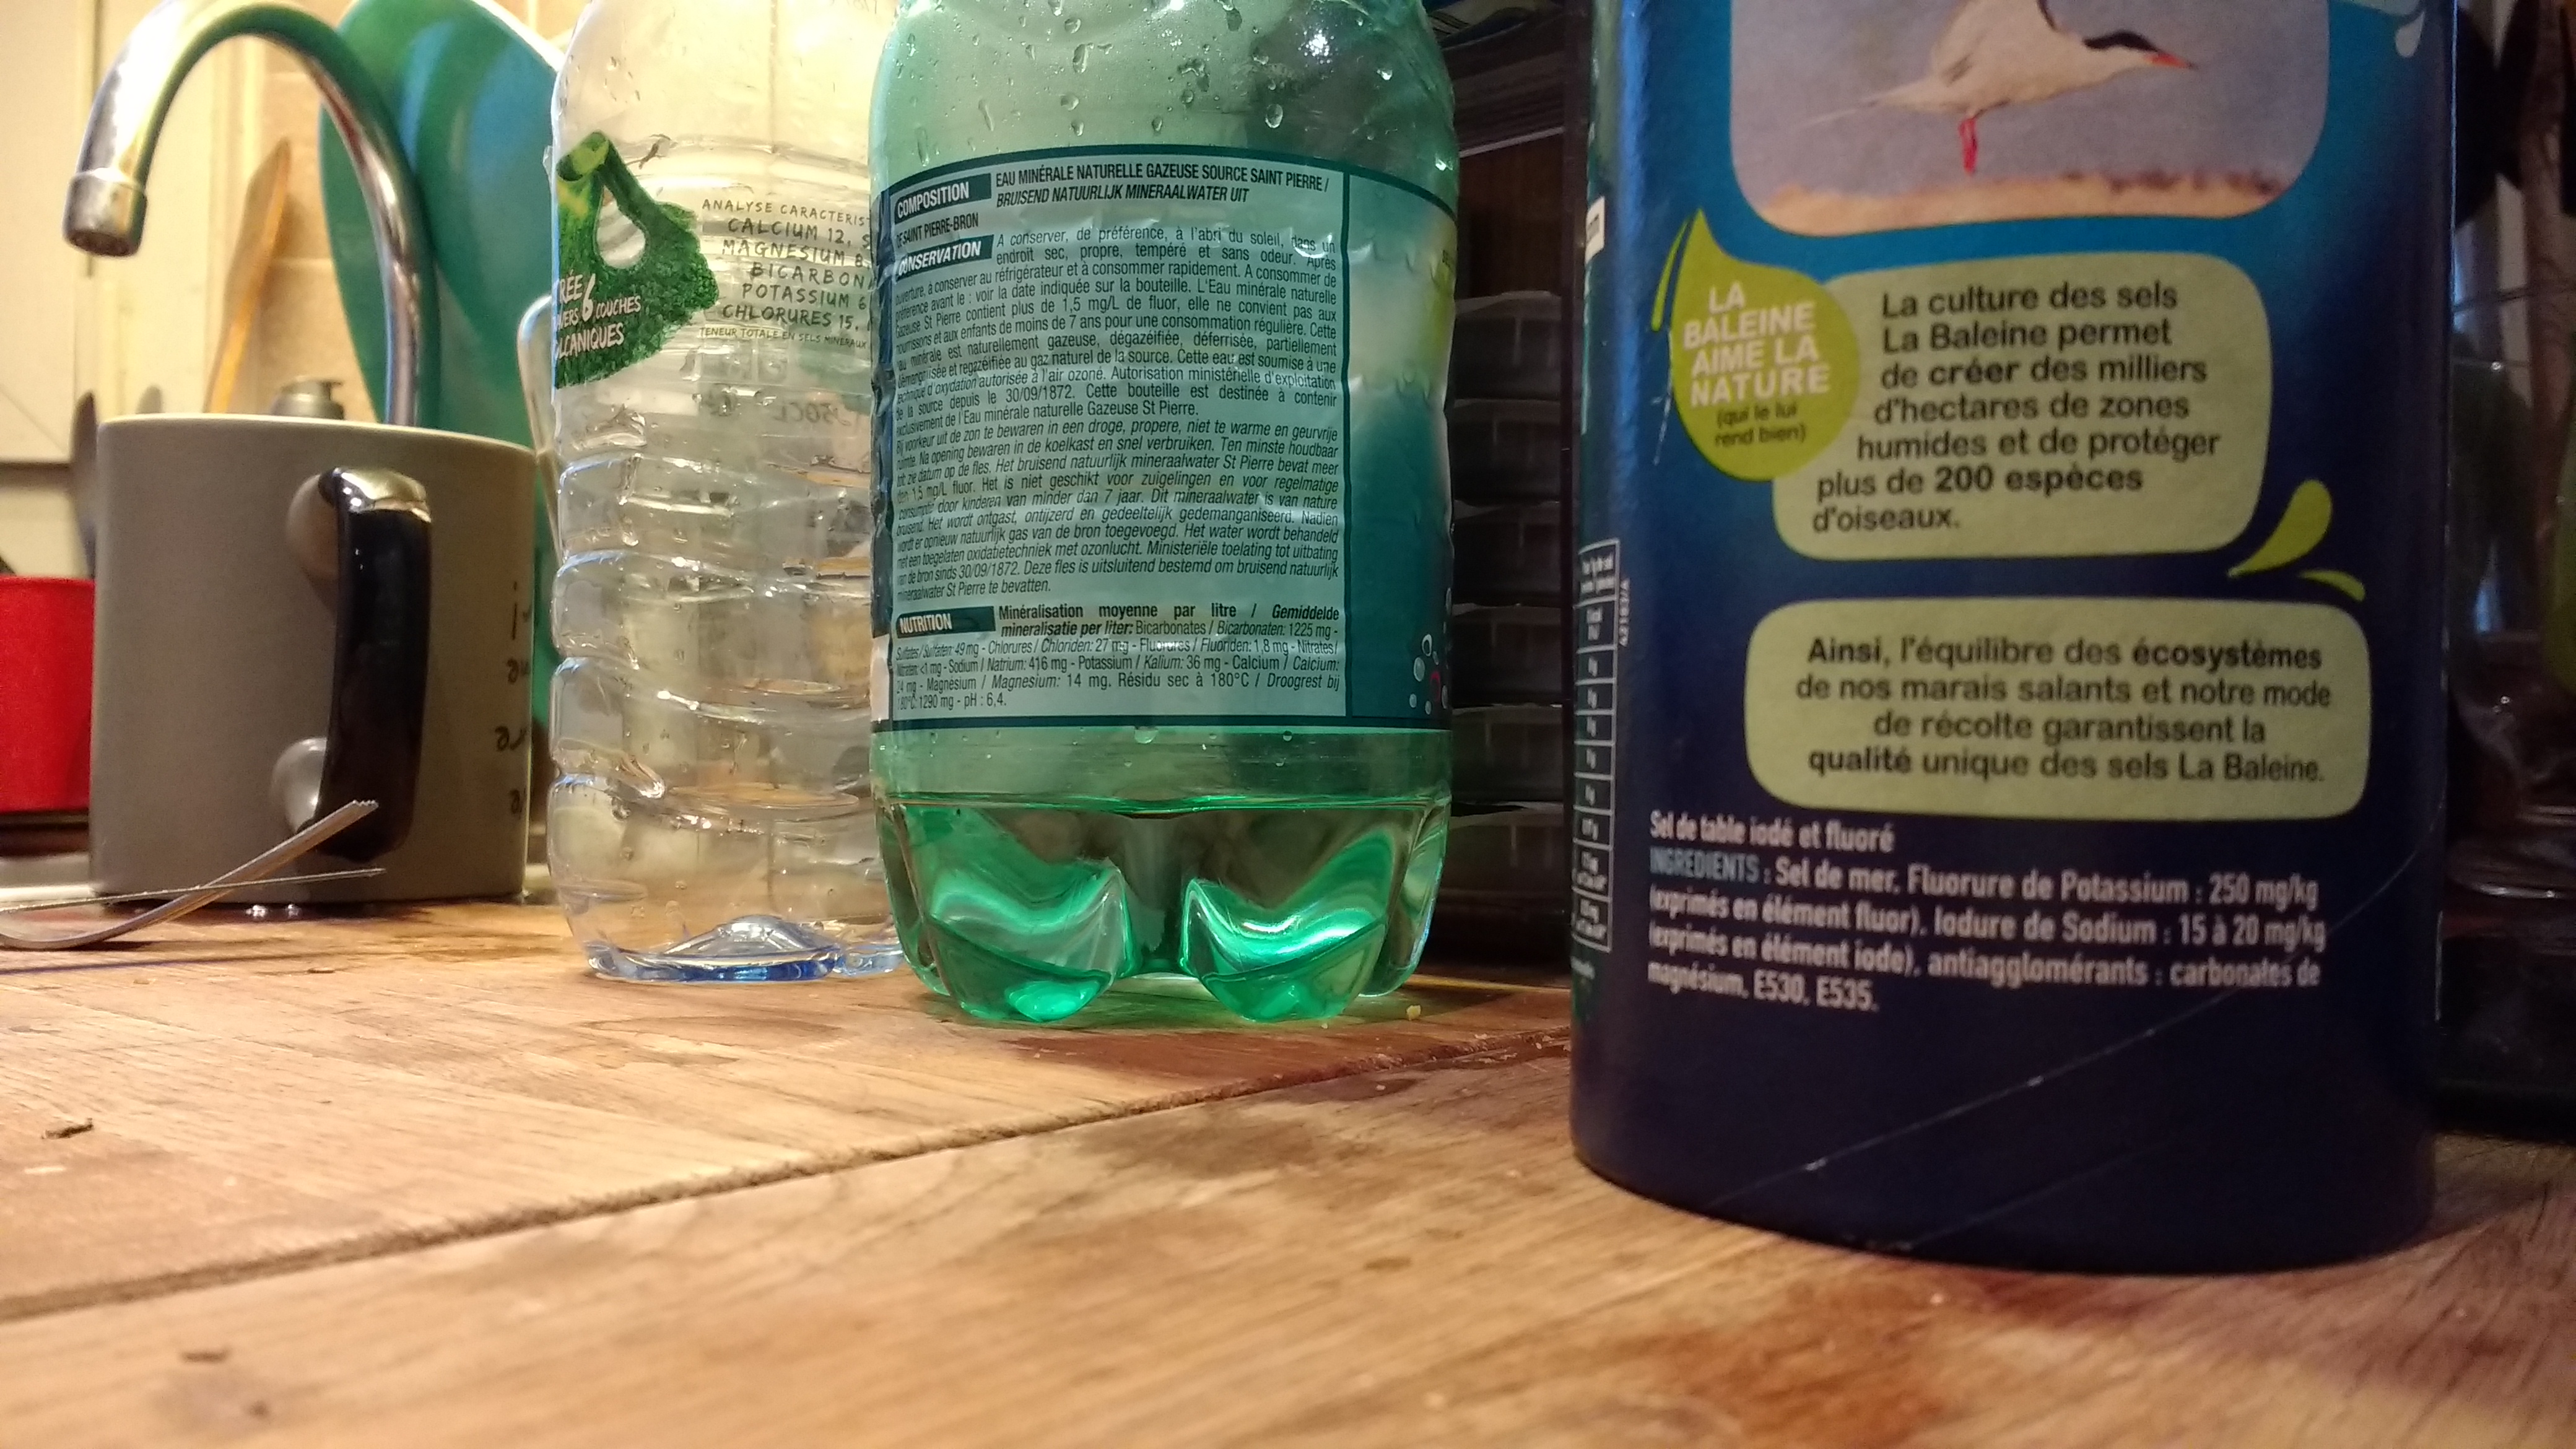 RÉE
6 COUCHES
ANALYSE CARACTERIS
CALCIUM 12, S
MAGNESIUM 8
BICARBON
POTASSIUM 6
CHLORURES 15,
TENEUR TOTALE EN SELS MINERAUX
COMPOSITION
EAU MINÉRALE NATURELLE GAZEUSE SOURCE SAINT PIERRE /
BRUISEND NATUURLIJK MINERAALWATER UIT
SAINT PIERRE-BRON
A conserver, de préférence, à l'abri du soleil, dans un
endroit sec, propre, tempéré et sans odeur. Après
ouverture, à conserver au réfrigérateur et à consommer rapidement. A consommer de
préférence avant le : voir la date indiquée sur la bouteille. L'Eau minérale naturelle
Gazeuse St Pierre contient plus de 1,5 mg/L de fluor, elle ne convient pas aux
nourrissons et aux enfants de moins de 7 ans pour une consommation régulière. Cette
eau minérale est naturellement gazeuse, dégazéifiée, déferrisée, partiellement
démanganisée et regazéifiée au gaz naturel de la source. Cette eau est soumise à une
technique d'oxydation autorisée à l'air ozoné. Autorisation ministérielle d'exploitation
de la source depuis le 30/09/1872. Cette bouteille est destinée à contenir
exclusivement de l'Eau minérale naturelle Gazeuse St Pierre.
Bij voorkeur uit de zon te bewaren in een droge, propere, niet te warme en geurvrije
ruimte. Na opening bewaren in de koelkast en snel verbruiken. Ten minste houdbaar
tot: zie datum op de fles. Het bruisend natuurlijk mineraalwater St Pierre bevat meer
dan 1,5 mg/L fluor. Het is niet geschikt voor zuigelingen en voor regelmatige
consumptie door kinderen van minder dan 7 jaar. Dit mineraalwater is van nature
bruisend. Het wordt ontgast, ontijzerd en gedeeltelijk gedemanganiseerd. Nadien
wordt er opnieuw natuurlijk gas van de bron toegevoegd. Het water wordt behandeld
met een toegelaten oxidatietechniek met ozonlucht. Ministeriële toelating tot uitbating
van de bron sinds 30/09/1872. Deze fles is uitsluitend bestemd om bruisend natuurlijk
mineraalwater St Pierre te bevatten.
NUTRITION
Minéralisation moyenne par litre / Gemiddelde
mineralisatie per liter: Bicarbonates / Bicarbonaten: 1225 mg -
Sulfates / Sulfaten: 49 mg - Chlorures / Chloriden: 27 mg - Fluorures / Fluoriden: 1,8 mg - Nitrates /
Nitraten: <1 mg - Sodium / Natrium: 416 mg - Potassium / Kalium: 36 mg - Calcium / Calcium:
24 mg - Magnésium / Magnesium: 14 mg. Résidu sec à 180°C / Droogrest bij
180°C: 1290 mg - pH : 6,4.
LA
BALEINE
AIME LA
NATURE
(qui le lui
rend bien)
La culture des sels
La Baleine permet
de créer des milliers
d'hectares de zones
humides et de protéger
plus de 200 espèces
d'oiseaux.
Ainsi, l'équilibre des écosystèmes
de nos marais salants et notre mode
de récolte garantissent la
qualité unique des sels La Baleine.
Sel de table iodé et fluoré
INGREDIENTS : Sel de mer. Fluorure de Potassium : 250 mg/kg
(exprimés en élément fluor). Iodure de Sodium : 15 à 20 mg/kg
(exprimés en élément iode). antiagglomérants : carbonates de
magnésium, E530, E535.